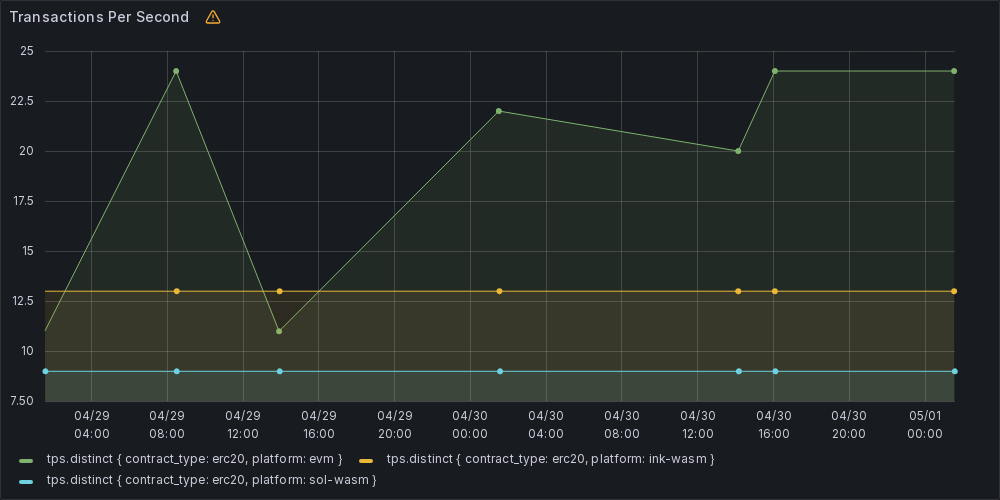 Transactions Per Second
25
22.5
20
17.5
15
12.5
10
7.50
04/29 04/29 04/29 04/29 04/29 04/30 04/30 04/30 04/30 04/30 04/30 05/01
04:00 08:00 12:00 16:00 20:00 00:00 04:00 08:00 12:00 16:00 20:00 00:00
tps.distinct { contract_type: erc20, platform: evm } tps.distinct { contract_type: erc20, platform: ink-wasm }
tps.distinct { contract_type: erc20, platform: sol-wasm }